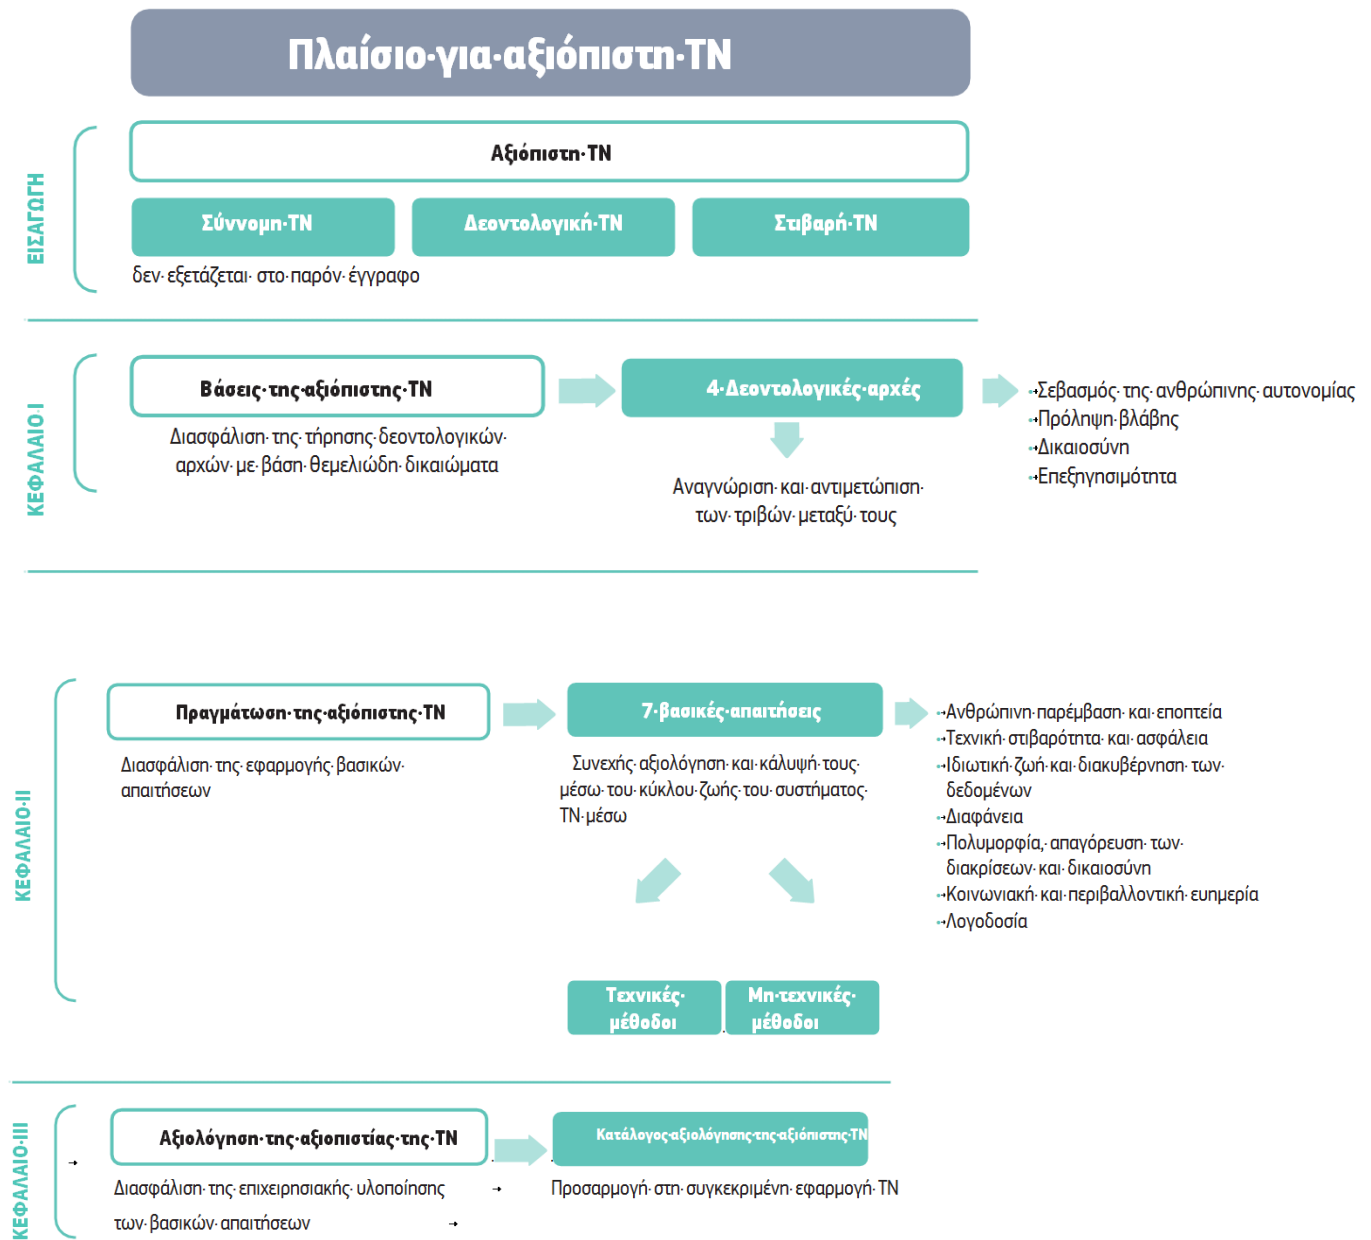 Πλαίσιο·για·αξιόπιστη·ΤΝ
ΕΙΣΑΓΩΓΗ
Αξιόπιστη·ΤΝ
Σύννομη·ΤΝ
Δεοντολογική·ΤΝ
Στιβαρή·ΤΝ
δεν·εξετάζεται·στο·παρόν·έγγραφο
ΚΕΦΑΛΑΙΟ·I
Βάσεις·της·αξιόπιστης·ΤΝ
Διασφάλιση·της·τήρησης·δεοντολογικών·
αρχών·με·βάση·θεμελιώδη·δικαιώματα
4·Δεοντολογικές·αρχές
Αναγνώριση·και·αντιμετώπιση·
των·τριβών·μεταξύ·τους
Σεβασμός·της·ανθρώπινης·αυτονομίας
Πρόληψη·βλάβης
Δικαιοσύνη
Επεξηγησιμότητα
ΚΕΦΑΛΑΙΟ·II
Πραγμάτωση·της·αξιόπιστης·ΤΝ
Διασφάλιση·της·εφαρμογής·βασικών·
απαιτήσεων
7·βασικές·απαιτήσεις
Συνεχής·αξιολόγηση·και·κάλυψή·τους·
μέσω·του·κύκλου·ζωής·του·συστήματος·
ΤΝ·μέσω
Τεχνικές·
μέθοδοι
Μη·τεχνικές·
μέθοδοι
Ανθρώπινη·παρέμβαση·και·εποπτεία
Τεχνική·στιβαρότητα·και·ασφάλεια
Ιδιωτική·ζωή·και·διακυβέρνηση·των·
δεδομένων
Διαφάνεια
Πολυμορφία,·απαγόρευση·των·
διακρίσεων·και·δικαιοσύνη
Κοινωνιακή·και·περιβαλλοντική·ευημερία
Λογοδοσία
ΚΕΦΑΛΑΙΟ·III
Αξιολόγηση·της·αξιοπιστίας·της·ΤΝ
Διασφάλιση·της·επιχειρησιακής·υλοποίησης
των·βασικών·απαιτήσεων
Κατάλογος·αξιολόγησης·της·αξιόπιστης·ΤΝ
Προσαρμογή·στη·συγκεκριμένη·εφαρμογή·ΤΝ